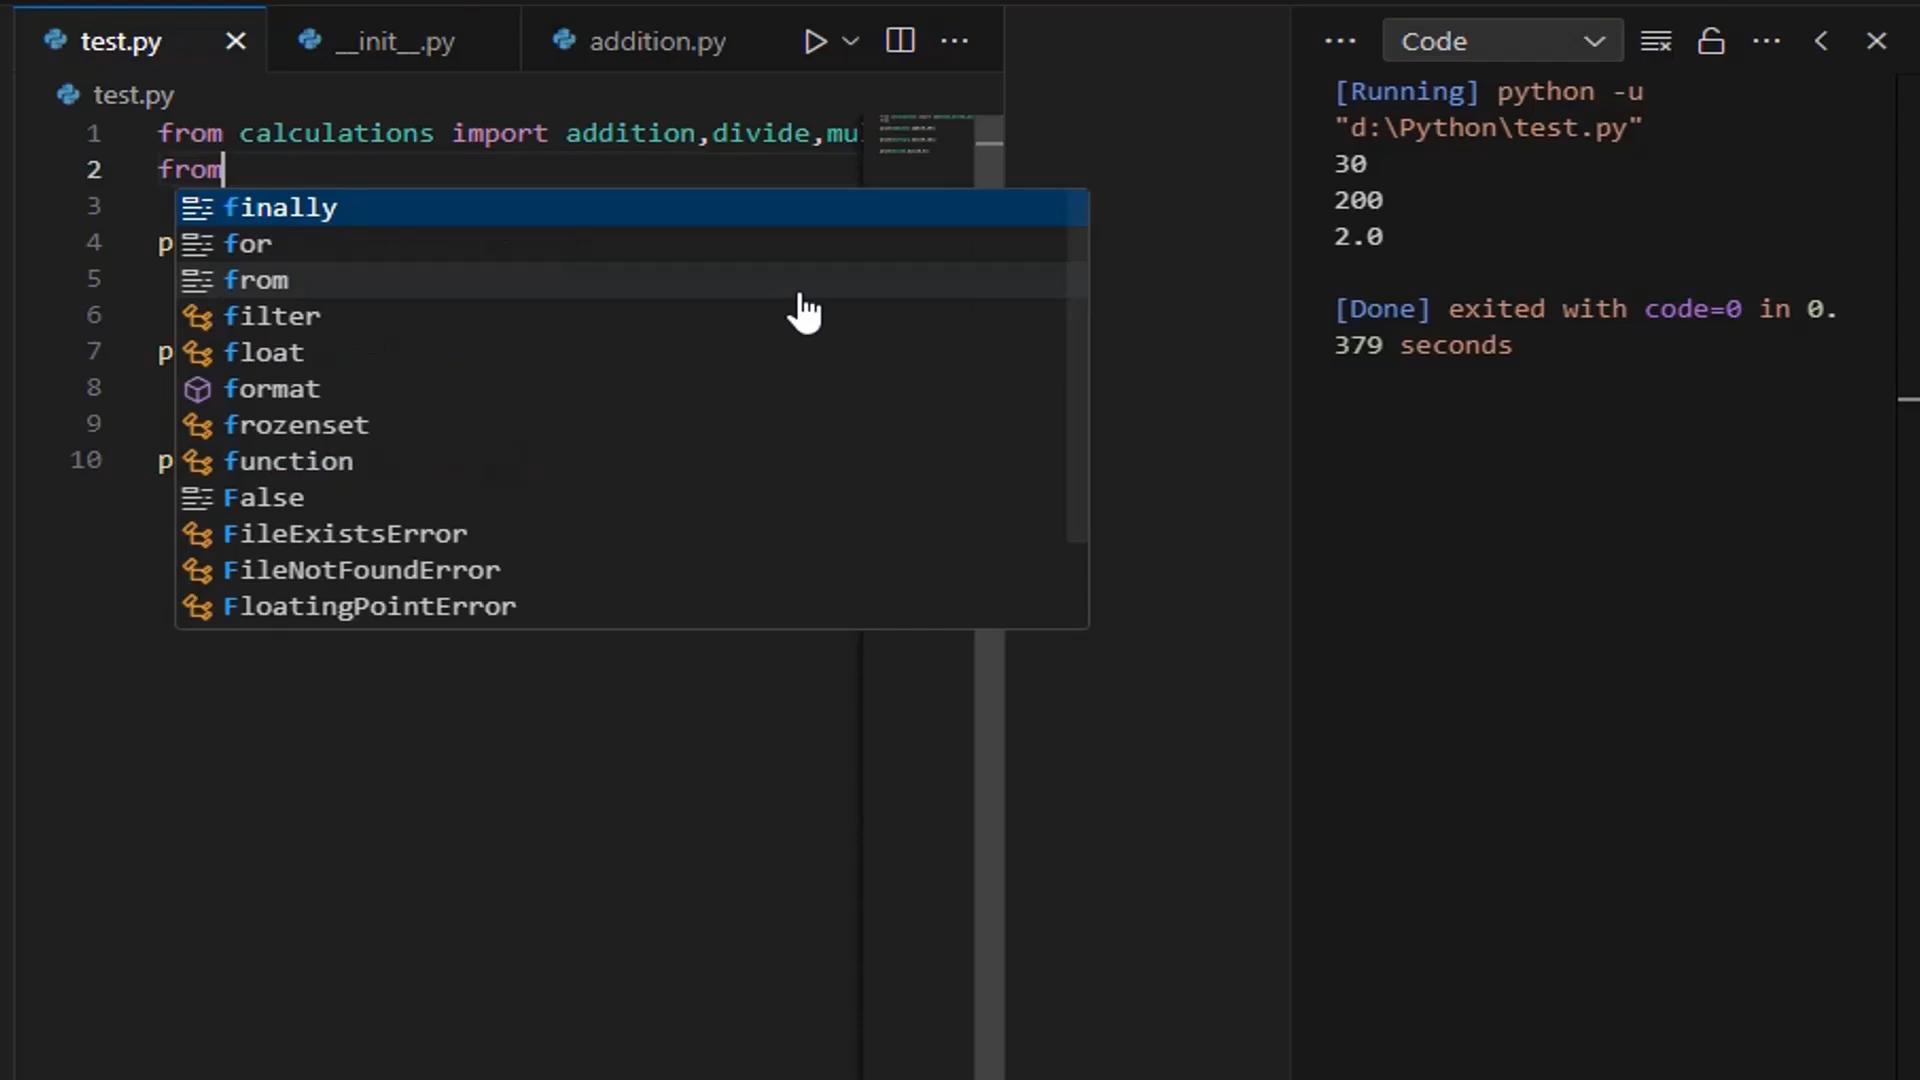 test.py
__init__.py
addition.py
test.py
1 from calculations import addition,divide,mu
2 from
3
4 p
5
6
7 p
8
9
10 p
finally
for
from
filter
float
format
frozenset
function
False
FileExistsError
FileNotFoundError
FloatingPointError
Code
[Running] python -u
"d:\Python\test.py"
30
200
2.0
[Done] exited with code=0 in 0.
379 seconds